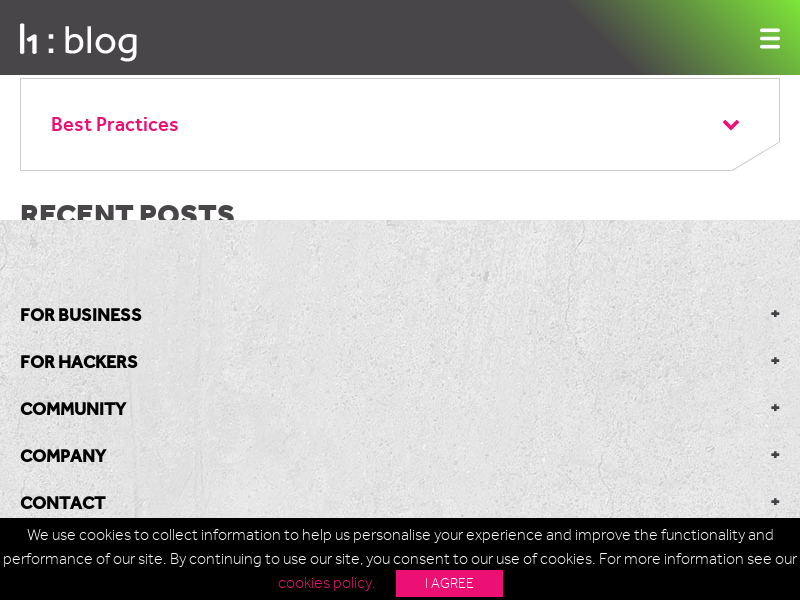 h1 : blog
Best Practices
RECENT POSTS
FOR BUSINESS +
FOR HACKERS +
COMMUNITY +
COMPANY +
CONTACT +
We use cookies to collect information to help us personalise your experience and improve the functionality and
performance of our site. By continuing to use our site, you consent to our use of cookies. For more information see our
cookies policy. I AGREE